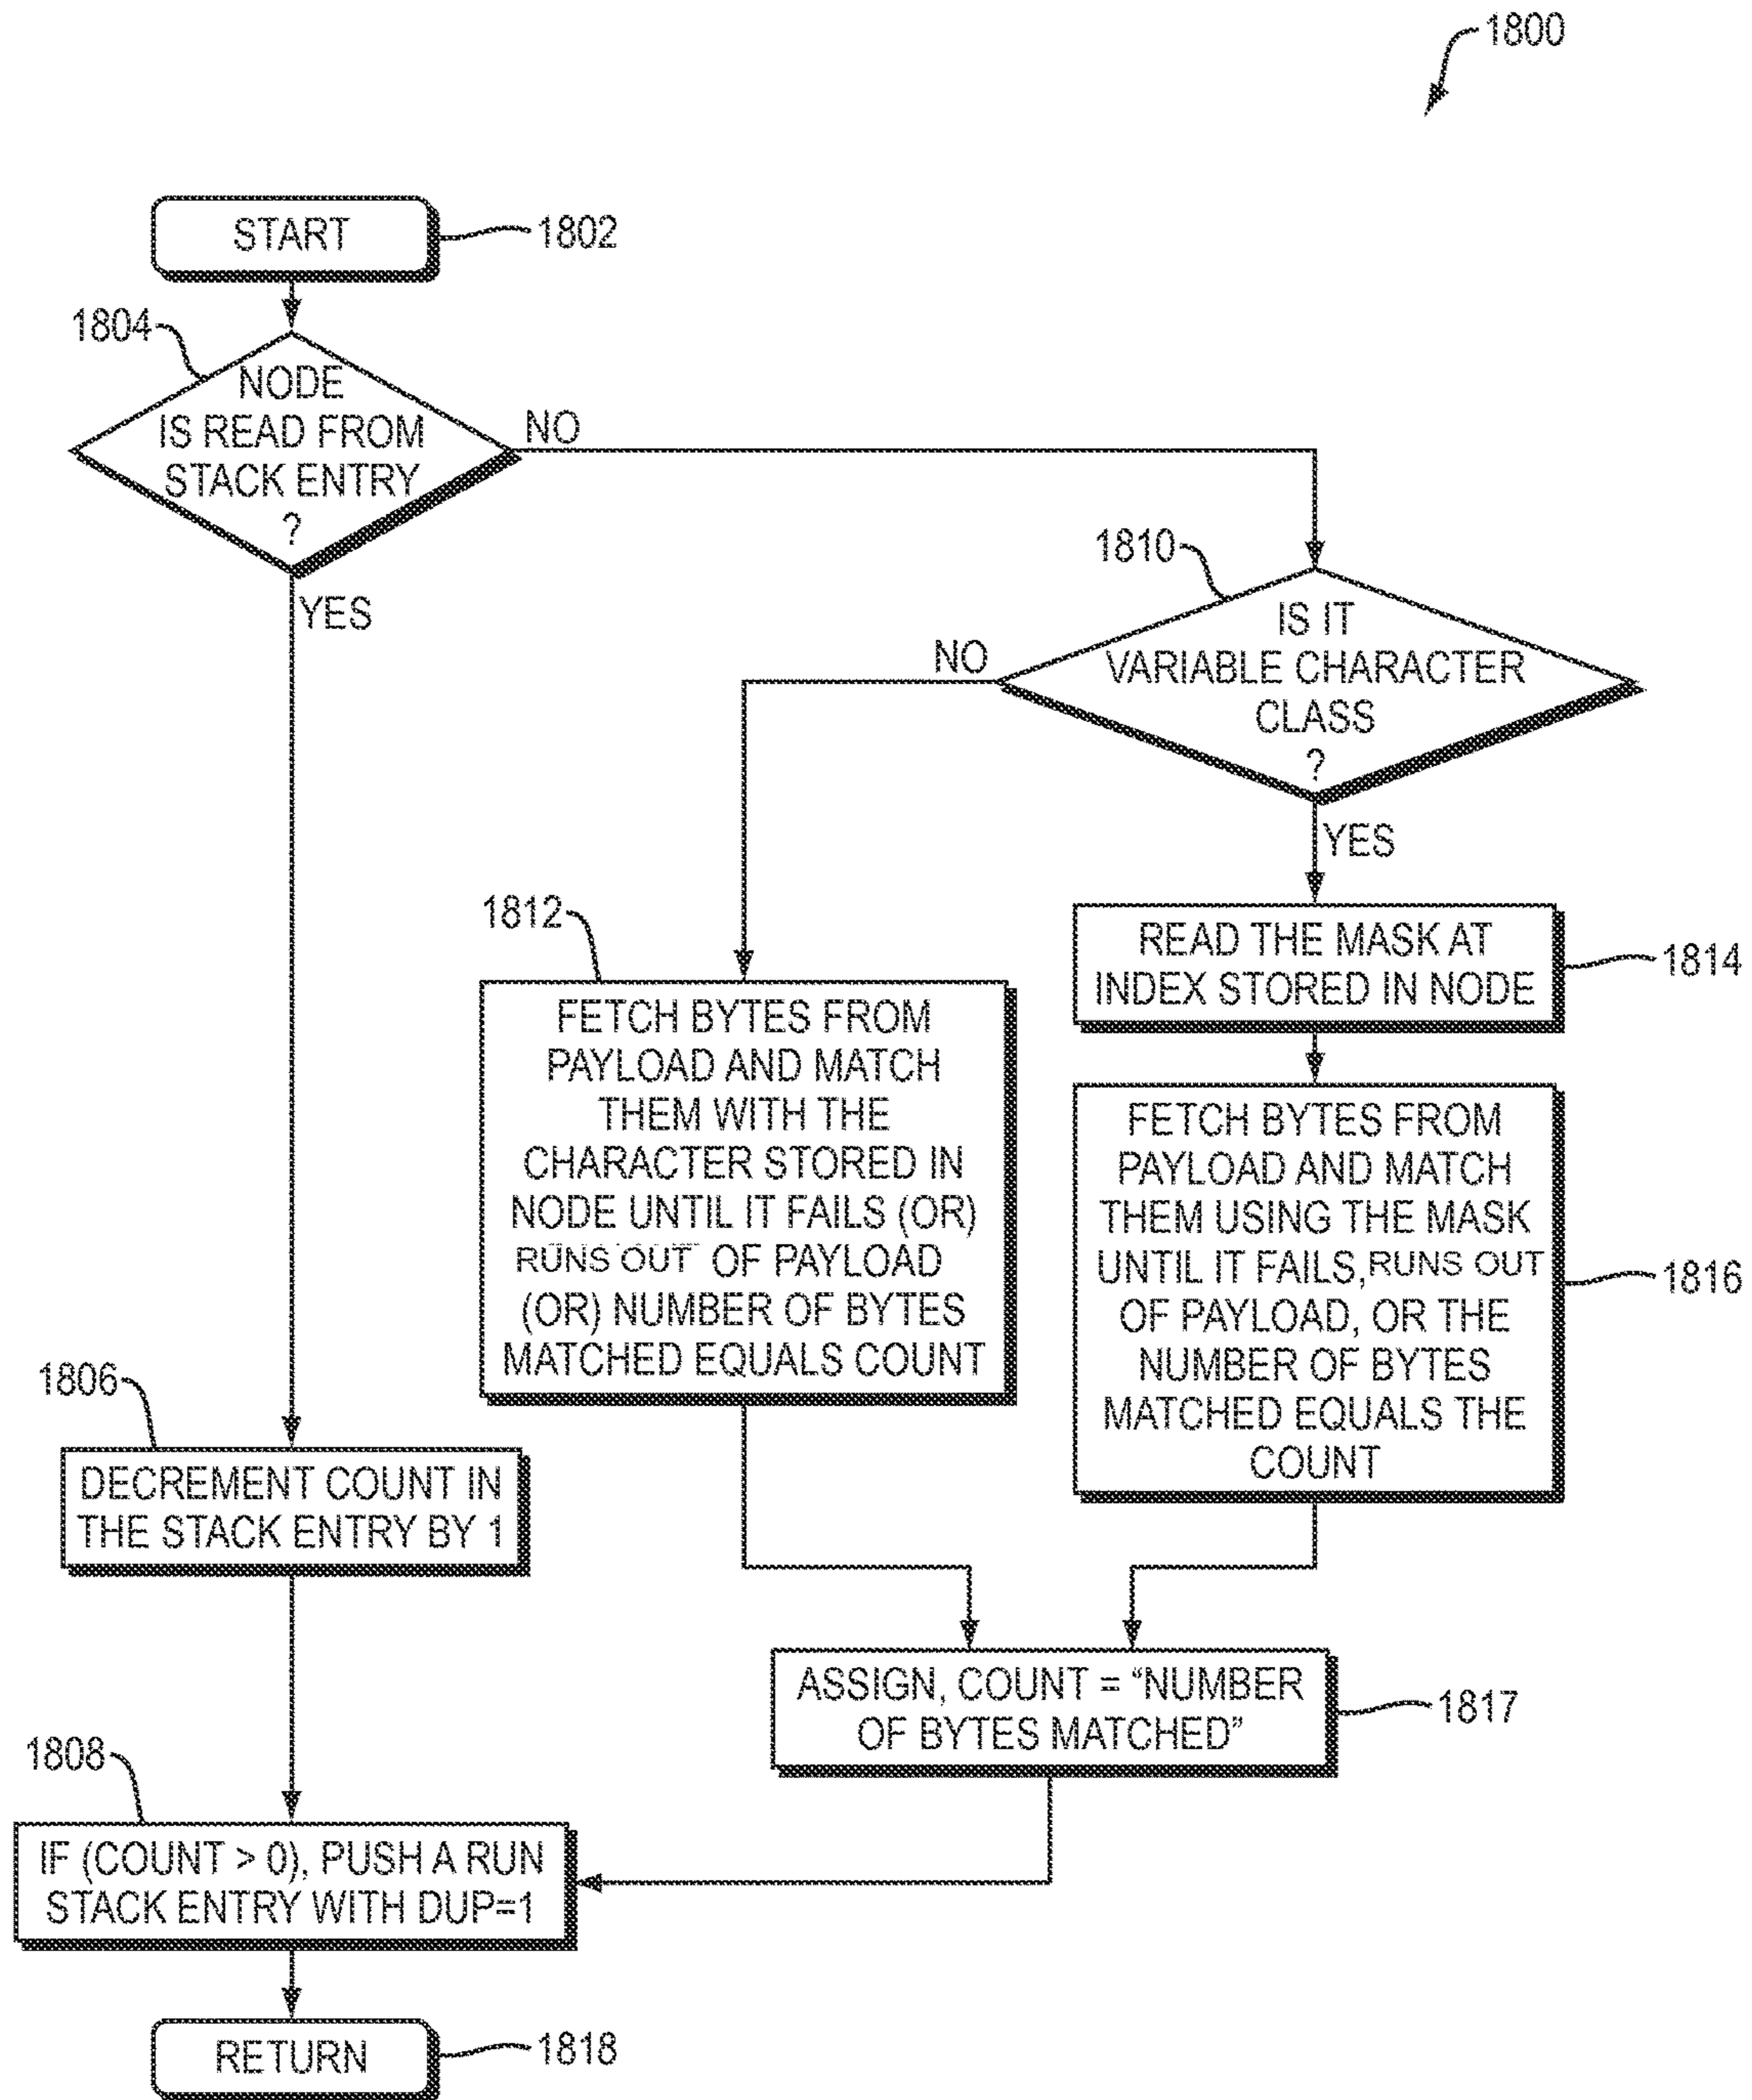 1800
START
1802
1804
NODE
IS READ FROM
STACK ENTRY
?
NO
YES
1810
IS IT
VARIABLE CHARACTER
CLASS
?
NO
YES
1812
FETCH BYTES FROM
PAYLOAD AND MATCH
THEM WITH THE
CHARACTER STORED IN
NODE UNTIL IT FAILS (OR)
RUNS OUT OF PAYLOAD
(OR) NUMBER OF BYTES
MATCHED EQUALS COUNT
READ THE MASK AT
INDEX STORED IN NODE
1814
FETCH BYTES FROM
PAYLOAD AND MATCH
THEM USING THE MASK
UNTIL IT FAILS, RUNS OUT
OF PAYLOAD, OR THE
NUMBER OF BYTES
MATCHED EQUALS THE
COUNT
1816
1806
DECREMENT COUNT IN
THE STACK ENTRY BY 1
ASSIGN, COUNT = “NUMBER
OF BYTES MATCHED”
1817
1808
IF (COUNT > 0), PUSH A RUN
STACK ENTRY WITH DUP=1
RETURN
1818